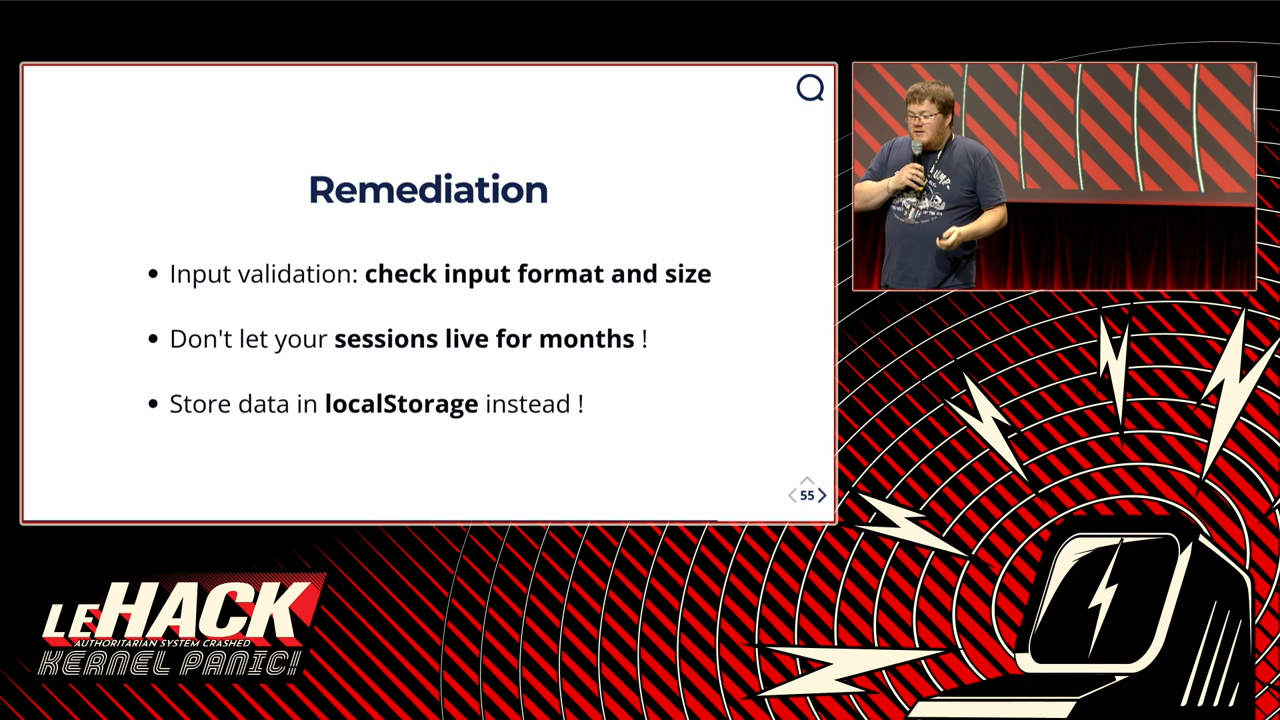 Remediation
• Input validation: check input format and size
• Don't let your sessions live for months !
• Store data in localStorage instead !
55
LEHACK
AUTHORITARIAN SYSTEM CRASHED
KERNEL PANIC!